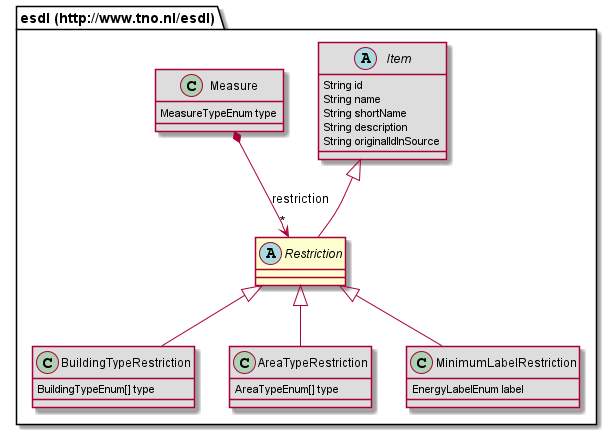 esdl (http://www.tno.nl/esdl)
C Measure
MeasureTypeEnum type
A Item
String id
String name
String shortName
String description
String originalIdInSource
restriction
*
A Restriction
C BuildingTypeRestriction
BuildingTypeEnum[] type
C AreaTypeRestriction
AreaTypeEnum[] type
C MinimumLabelRestriction
EnergyLabelEnum label